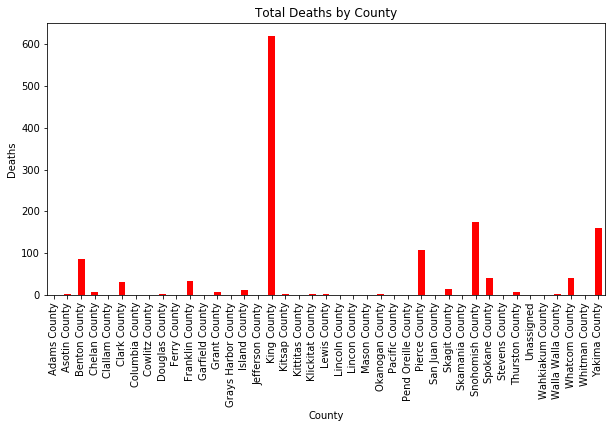 Total Deaths by County
Deaths
600
500
400
300
200
100
0
Adams County
Asotin County
Benton County
Chelan County
Clallam County
Clark County
Columbia County
Cowlitz County
Douglas County
Ferry County
Franklin County
Garfield County
Grant County
Grays Harbor County
Island County
Jefferson County
King County
Kitsap County
Kittitas County
Klickitat County
Lewis County
Lincoln County
Lincon County
Mason County
Okanogan County
Pacific County
Pend Oreille County
Pierce County
San Juan County
Skagit County
Skamania County
Snohomish County
Spokane County
Stevens County
Thurston County
Unassigned
Wahkiakum County
Walla Walla County
Whatcom County
Whitman County
Yakima County
County